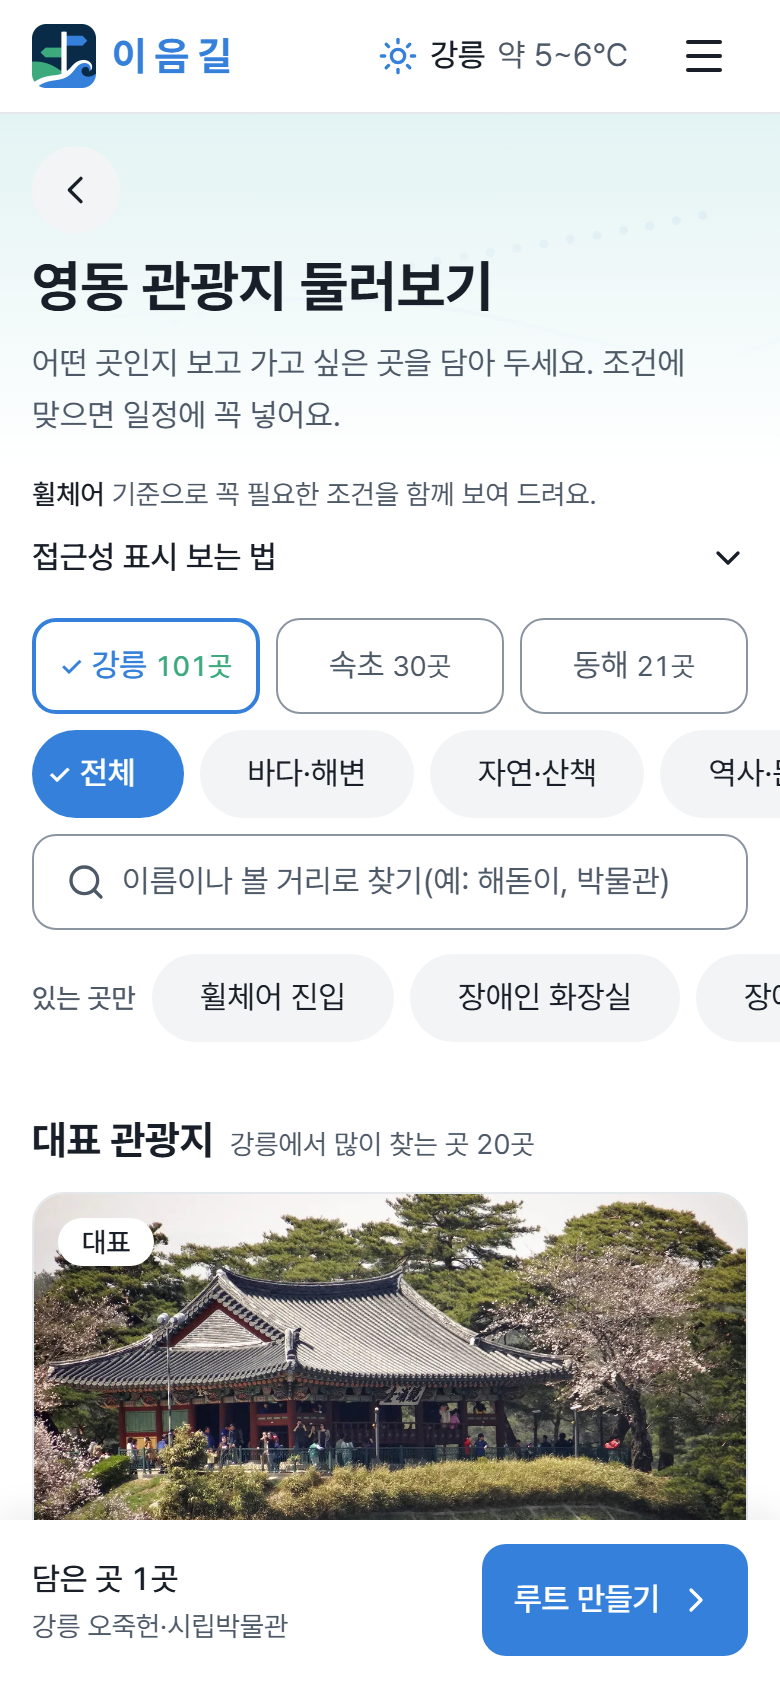 이음길
강릉 약 5~6°C
영동 관광지 둘러보기
어떤 곳인지 보고 가고 싶은 곳을 담아 두세요. 조건에
맞으면 일정에 꼭 넣어요.
휠체어 기준으로 꼭 필요한 조건을 함께 보여 드려요.
접근성 표시 보는 법
강릉 101곳 속초 30곳 동해 21곳
전체 바다·해변 자연·산책 역사·
이름이나 볼 거리로 찾기(예: 해돋이, 박물관)
있는 곳만 휠체어 진입 장애인 화장실
대표 관광지 강릉에서 많이 찾는 곳 20곳
대표
담은 곳 1곳
강릉 오죽헌·시립박물관
루트 만들기